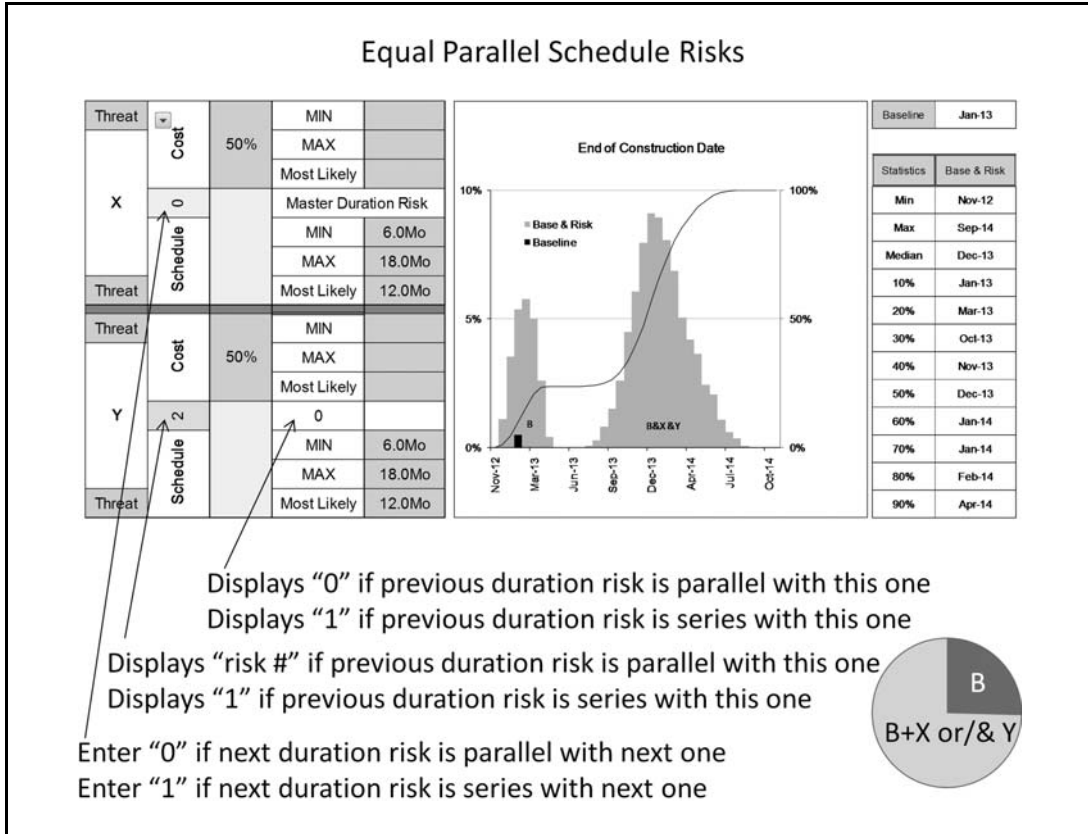 Equal Parallel Schedule Risks
Threat
X
Threat
Cost
0
Schedule
50%
MIN
MAX
Most Likely
Master Duration Risk
MIN 6.0Mo
MAX 18.0Mo
Most Likely 12.0Mo
Threat
Y
Threat
Cost
2
Schedule
50%
MIN
MAX
Most Likely
0
MIN 6.0Mo
MAX 18.0Mo
Most Likely 12.0Mo
End of Construction Date
10%
5%
0%
100%
50%
0%
Base & Risk
Baseline
B
B&X&Y
Nov-12
Mar-13
Jun-13
Sep-13
Dec-13
Apr-14
Jul-14
Oct-14
Baseline Jan-13
Statistics Base & Risk
Min Nov-12
Max Sep-14
Median Dec-13
10% Jan-13
20% Mar-13
30% Oct-13
40% Nov-13
50% Dec-13
60% Jan-14
70% Jan-14
80% Feb-14
90% Apr-14
Displays “0” if previous duration risk is parallel with this one
Displays “1” if previous duration risk is series with this one
Displays “risk #” if previous duration risk is parallel with this one
Displays “1” if previous duration risk is series with this one
Enter “0” if next duration risk is parallel with next one
Enter “1” if next duration risk is series with next one
B
B+X or/& Y